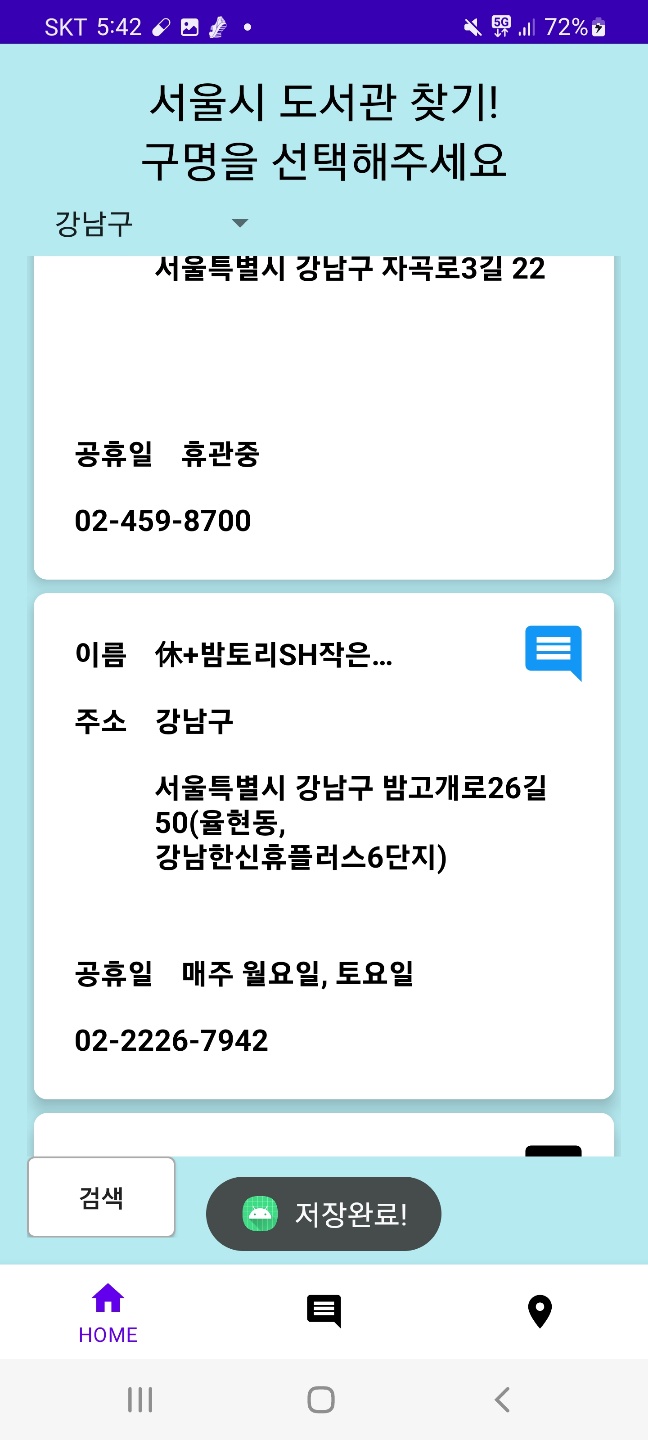 SKT 5:42
5G 72%
서울시 도서관 찾기!
구명을 선택해주세요
강남구
서울특별시 강남구 자곡로3길 22
공휴일 휴관중
02-459-8700
이름 休+밤토리SH작은...
주소 강남구
서울특별시 강남구 밤고개로26길
50(율현동,
강남한신휴플러스6단지)
공휴일 매주 월요일, 토요일
02-2226-7942
검색
저장완료!
HOME